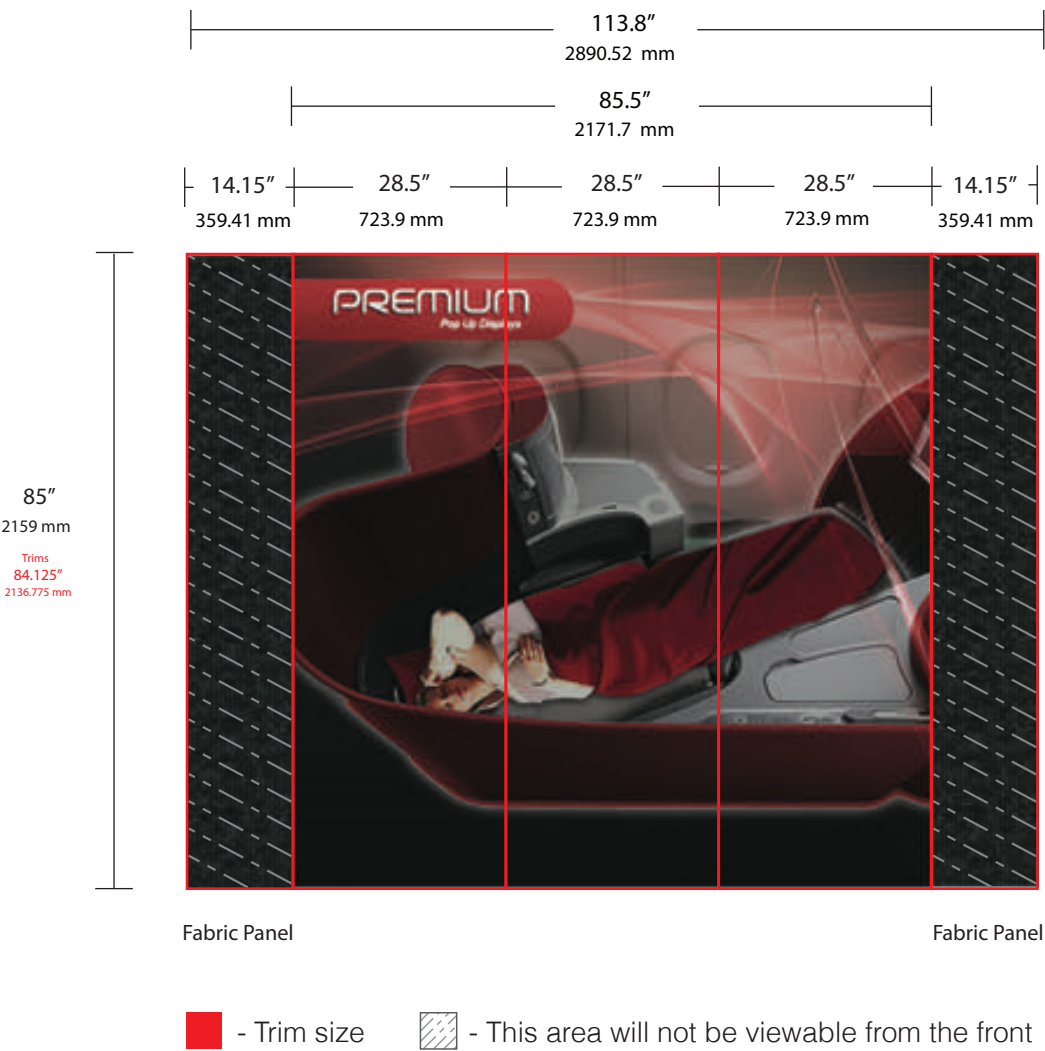 113.8″
2890.52 mm
85.5″
2171.7 mm
14.15″ 28.5″ 28.5″ 28.5″ 14.15″
359.41 mm 723.9 mm 723.9 mm 723.9 mm 359.41 mm
PREMIUM
Pop Up Displays
85″
2159 mm
Trims
84.125″
2136.775 mm
Fabric Panel Fabric Panel
- Trim size - This area will not be viewable from the front